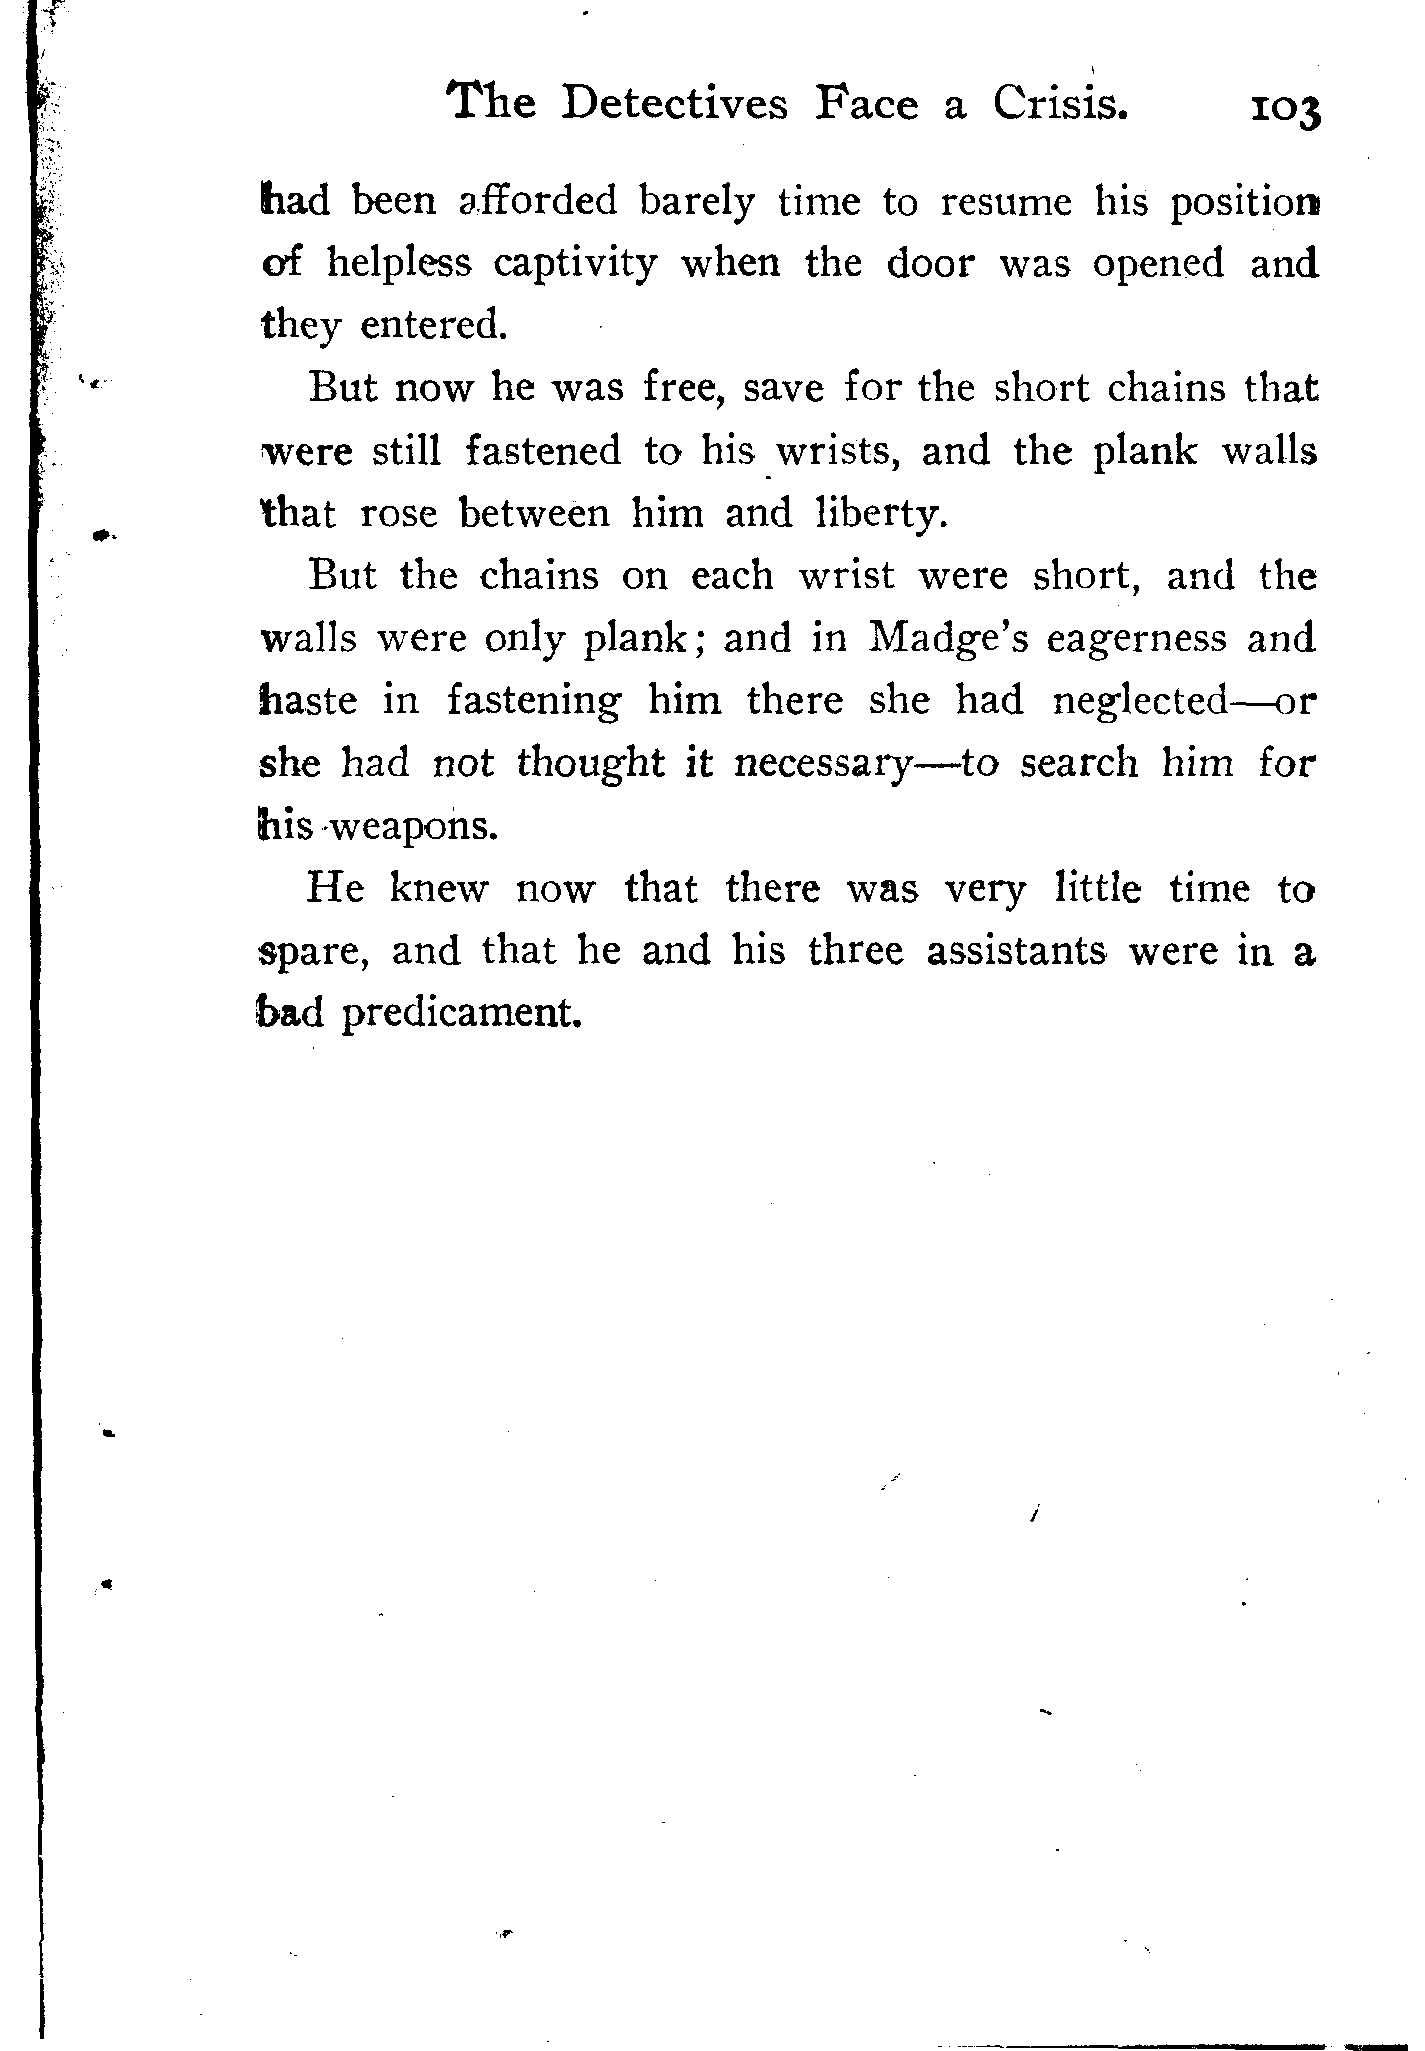 The Detectives Face a Crisis. 103
had been afforded barely time to resume his position
of helpless captivity when the door was opened and
they entered.
But now he was free, save for the short chains that
were still fastened to his wrists, and the plank walls
that rose between him and liberty.
But the chains on each wrist were short, and the
walls were only plank; and in Madge's eagerness and
haste in fastening him there she had neglected—or
she had not thought it necessary—to search him for
his weapons.
He knew now that there was very little time to
spare, and that he and his three assistants were in a
bad predicament.